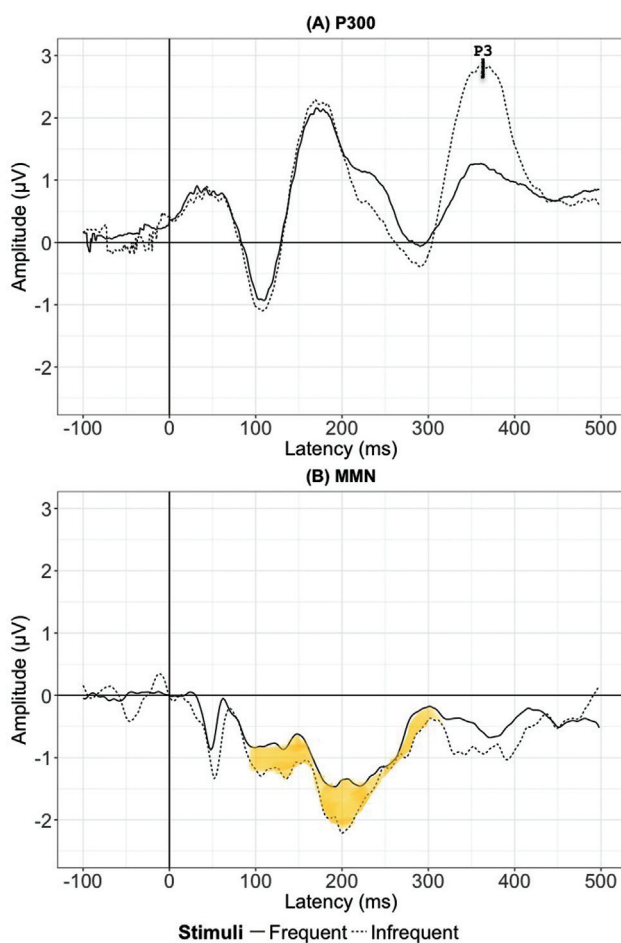 (A) P300
P3
3
2
1
0
-1
-2
Amplitude (µV)
-100 0 100 200 300 400 500
Latency (ms)
(B) MMN
3
2
1
0
-1
-2
Amplitude (µV)
-100 0 100 200 300 400 500
Latency (ms)
Stimuli Frequent Infrequent